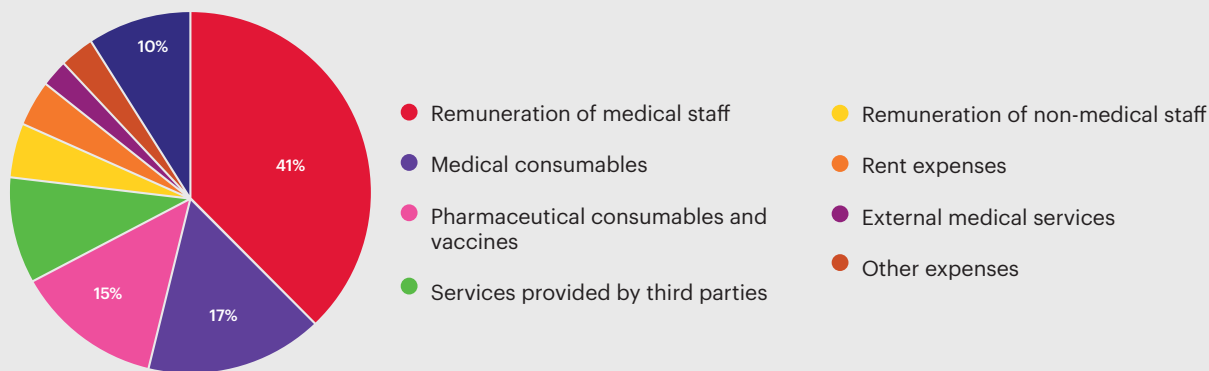 10%
41%
15%
17%
Remuneration of medical staff
Medical consumables
Pharmaceutical consumables and
vaccines
Services provided by third parties
Remuneration of non-medical staff
Rent expenses
External medical services
Other expenses